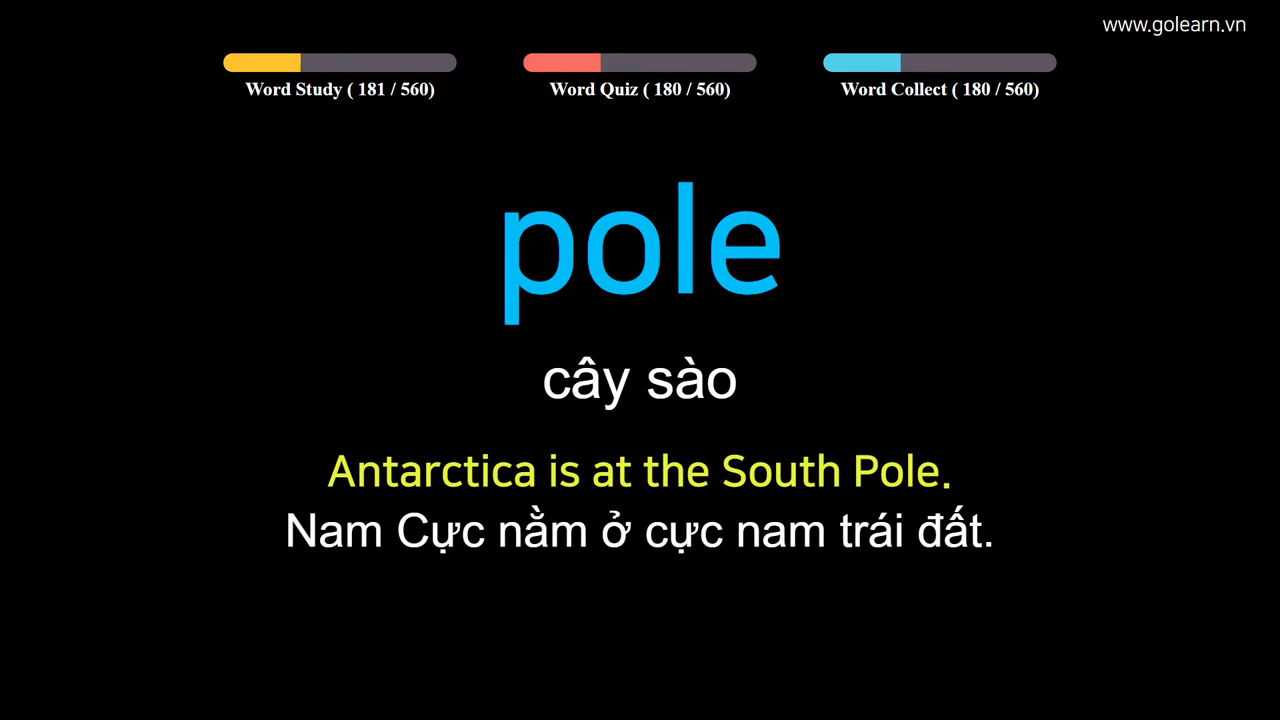 www.golearn.vn
Word Study ( 181 / 560)
Word Quiz ( 180 / 560)
Word Collect ( 180 / 560)
pole
cây sào
Antarctica is at the South Pole.
Nam Cực nằm ở cực nam trái đất.